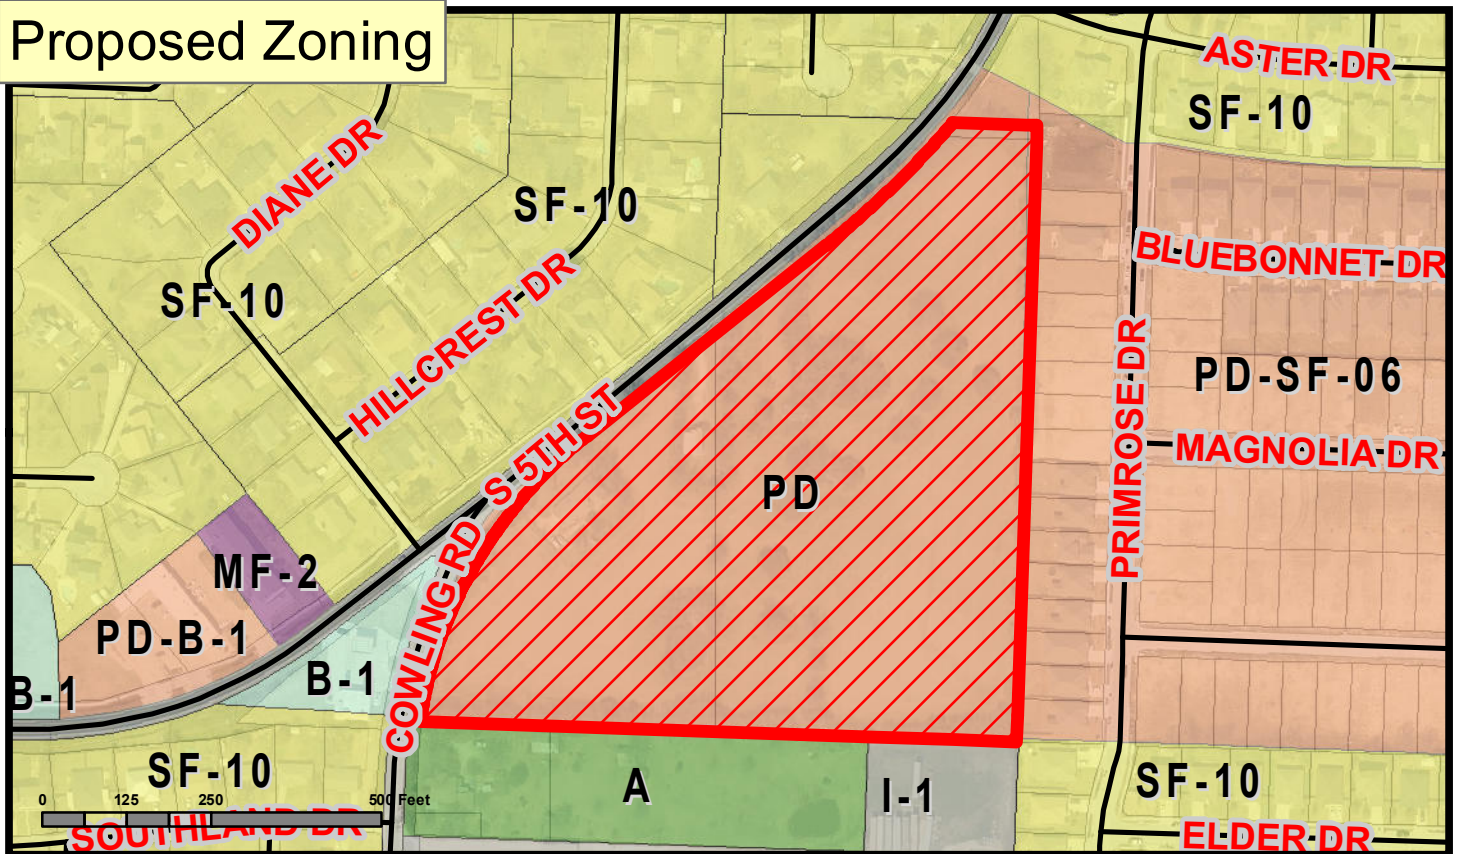 Proposed Zoning
ASTER DR
SF-10
DIANE DR
SF-10
BLUEBONNET DR
HILLCREST DR
SF-10
PRIMROSE DR
PD-SF-06
S 5TH ST
MAGNOLIA DR
PD
COWLING RD
MF-2
PD-B-1
B-1
B-1
SF-10
A
I-1
SF-10
0 125 250 500 Feet
SOUTHLAND DR
ELDER DR